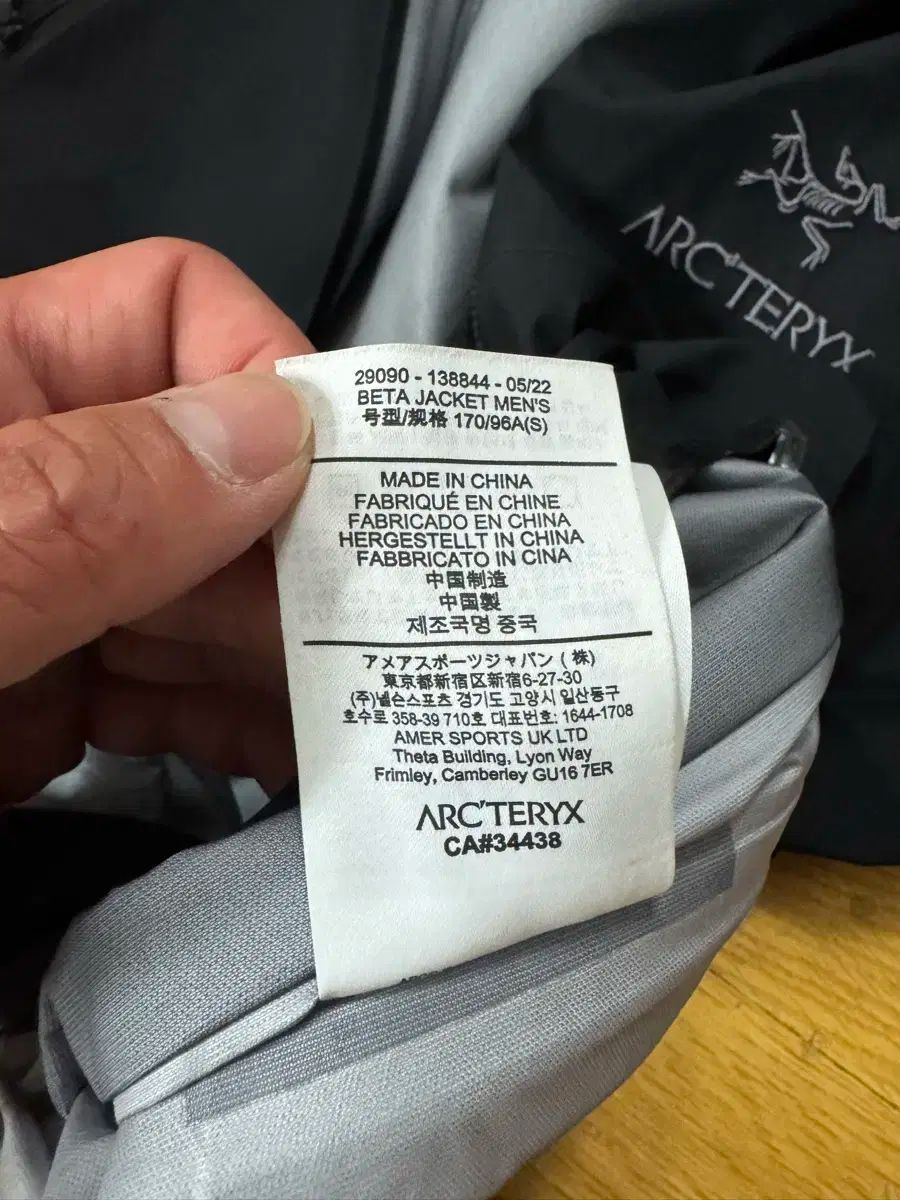 ARC'TERYX
29090 - 138844 - 05/22
BETA JACKET MEN'S
号型/规格 170/96A(S)
MADE IN CHINA
FABRIQUÉ EN CHINE
FABRICADO EN CHINA
HERGESTELLT IN CHINA
FABBRICATO IN CINA
中国制造
中国製
제조국명 중국
アメアスポーツジャパン (株)
東京都新宿区新宿6-27-30
(주)넬슨스포츠 경기도 고양시 일산동구
호수로 358-39 710호 대표번호: 1644-1708
AMER SPORTS UK LTD
Theta Building, Lyon Way
Frimley, Camberley GU16 7ER
ARC'TERYX
CA#34438